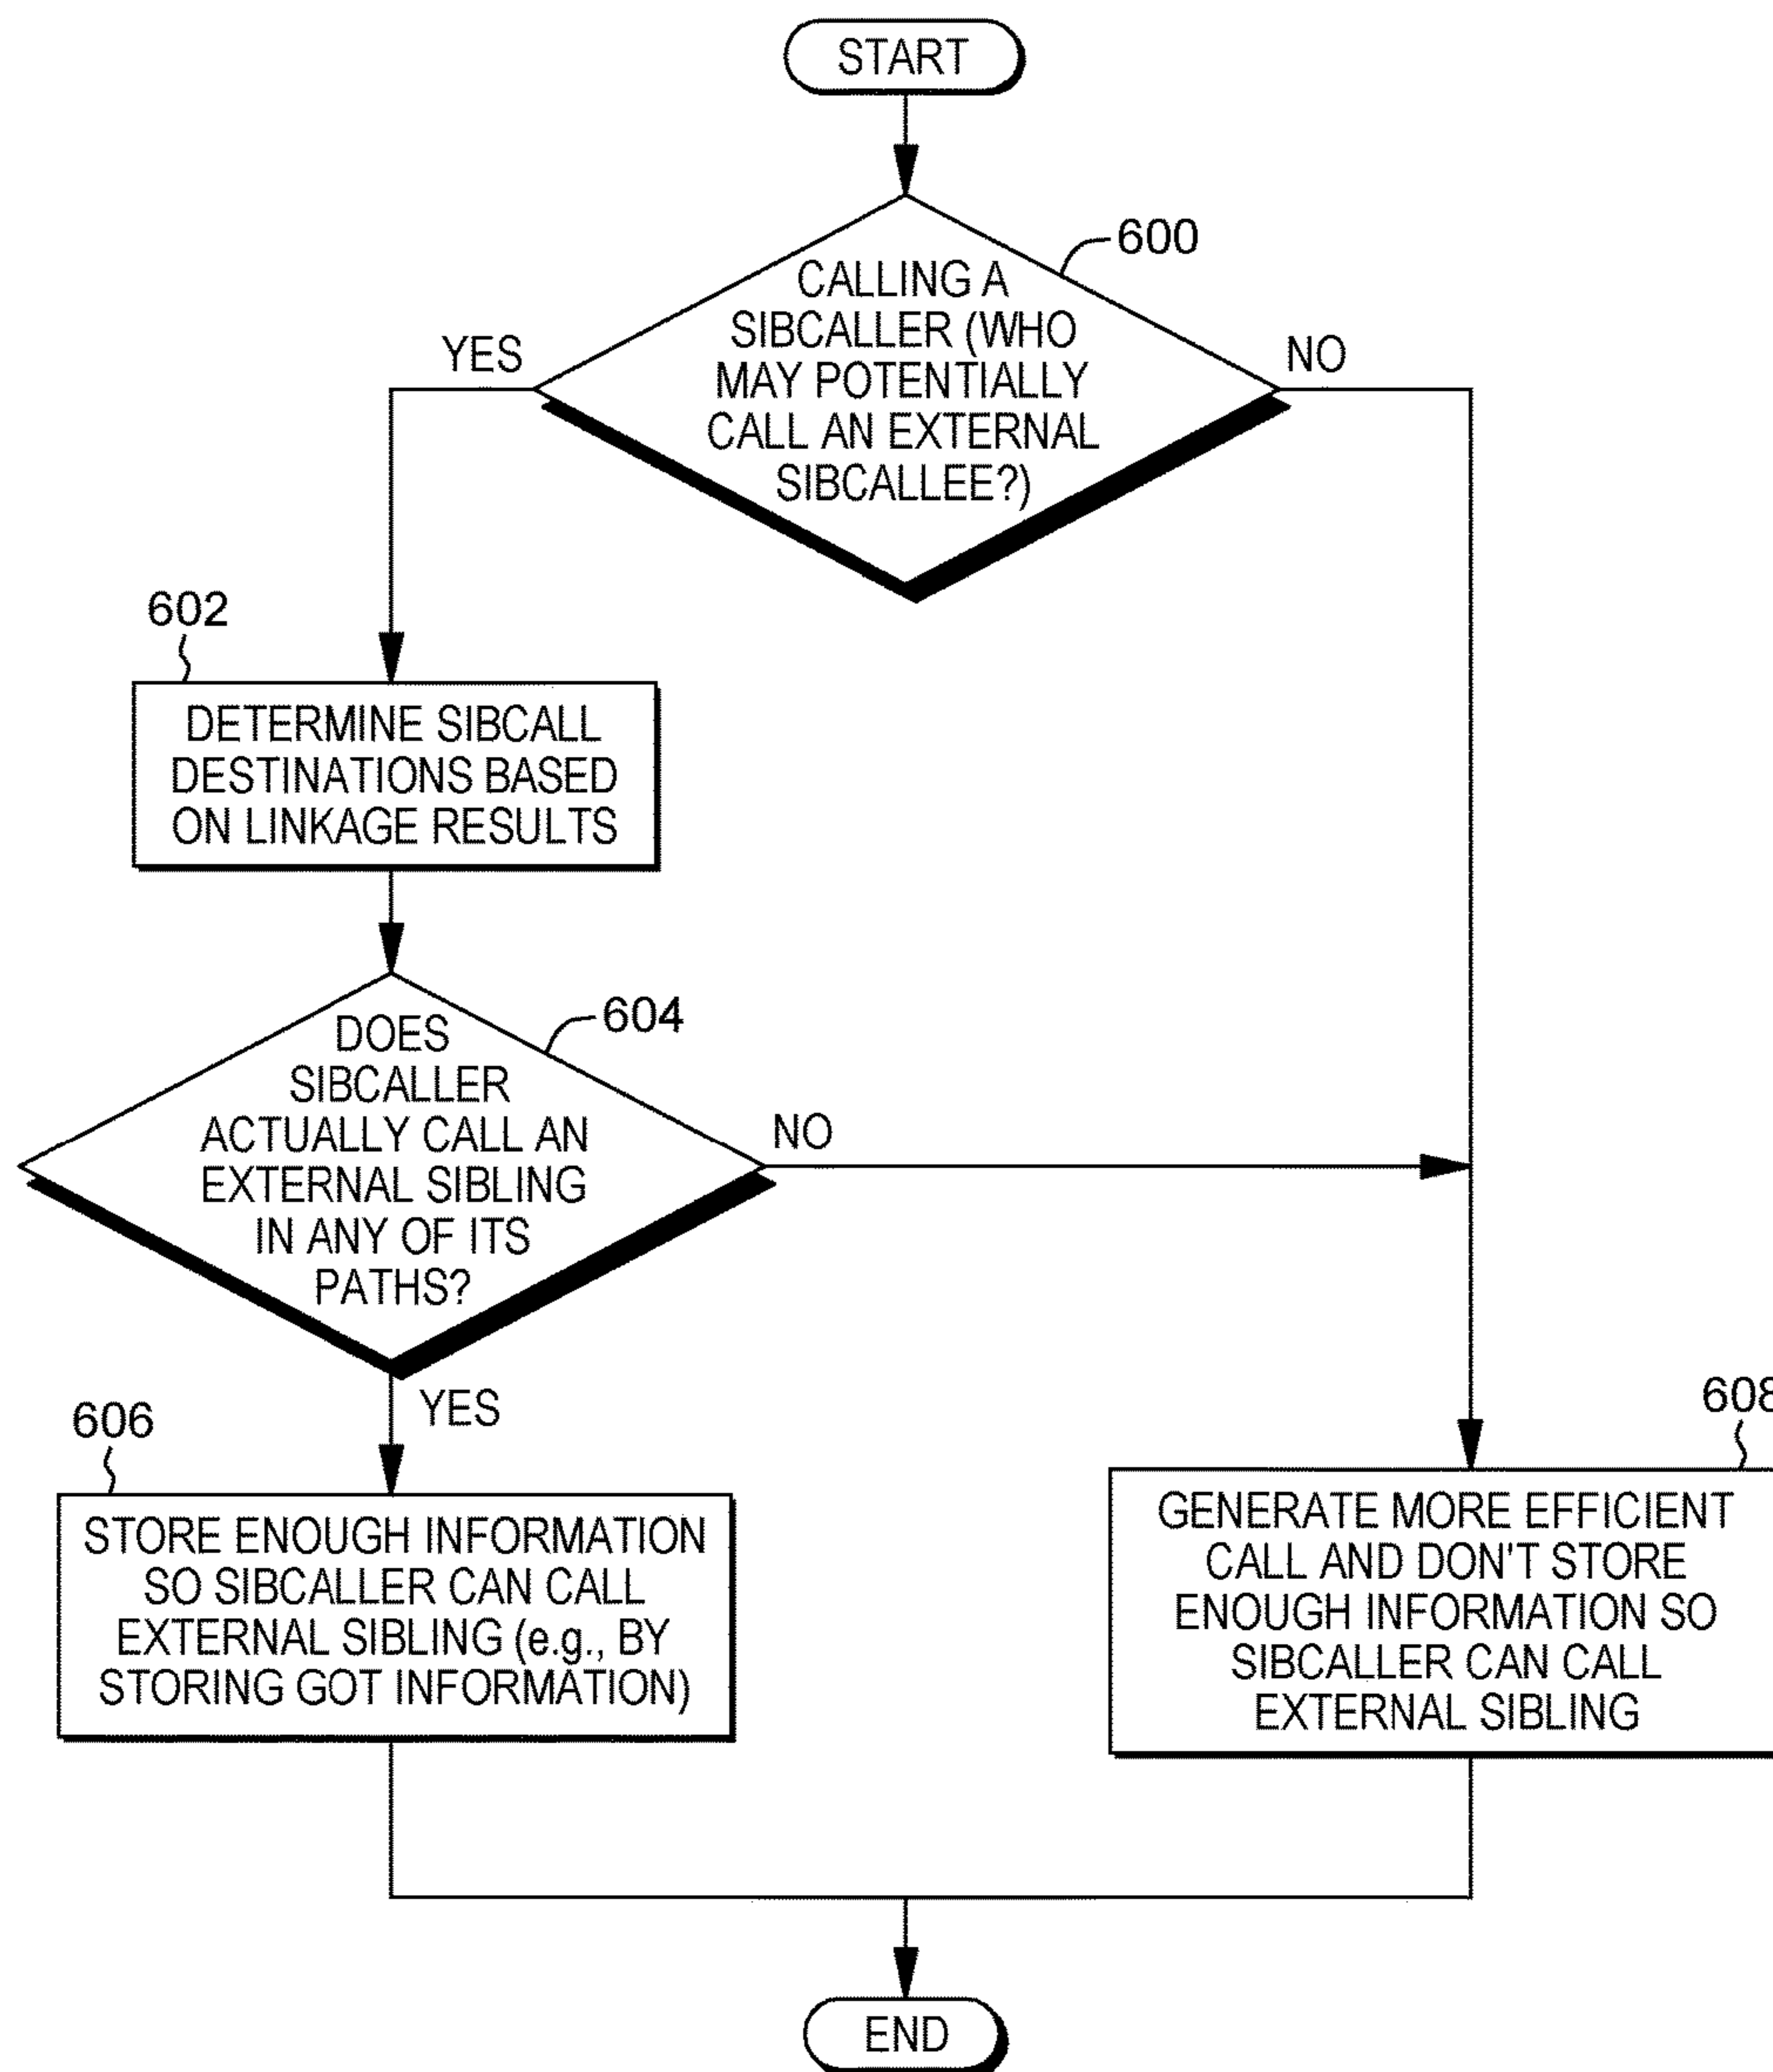 START
600
CALLING A
SIBCALLER (WHO
MAY POTENTIALLY
CALL AN EXTERNAL
SIBCALLEE?)
YES
NO
602
DETERMINE SIBCALL
DESTINATIONS BASED
ON LINKAGE RESULTS
604
DOES
SIBCALLER
ACTUALLY CALL AN
EXTERNAL SIBLING
IN ANY OF ITS
PATHS?
NO
YES
606
STORE ENOUGH INFORMATION
SO SIBCALLER CAN CALL
EXTERNAL SIBLING (e.g., BY
STORING GOT INFORMATION)
608
GENERATE MORE EFFICIENT
CALL AND DON'T STORE
ENOUGH INFORMATION SO
SIBCALLER CAN CALL
EXTERNAL SIBLING
END